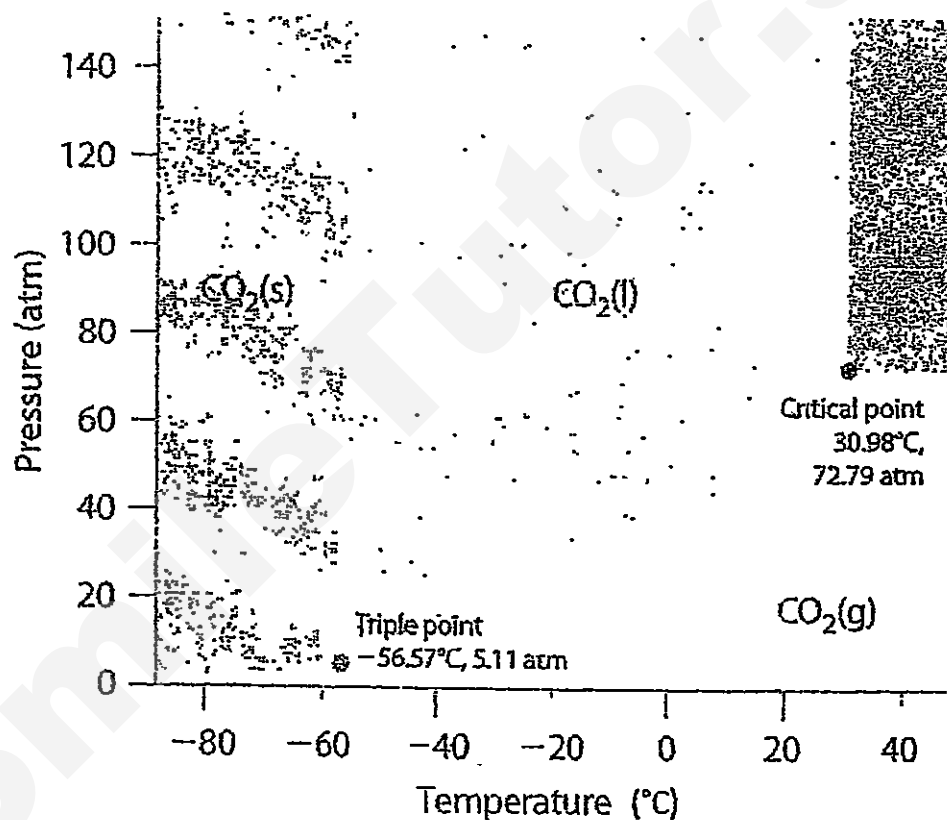 140
120
100
80
60
40
20
0
Pressure (atm)
CO₂(s)
CO₂(l)
Critical point
30.98°C,
72.79 atm
CO₂(g)
Triple point
−56.57°C, 5.11 atm
−80
−60
−40
−20
0
20
40
Temperature (°C)
smileTutor.s